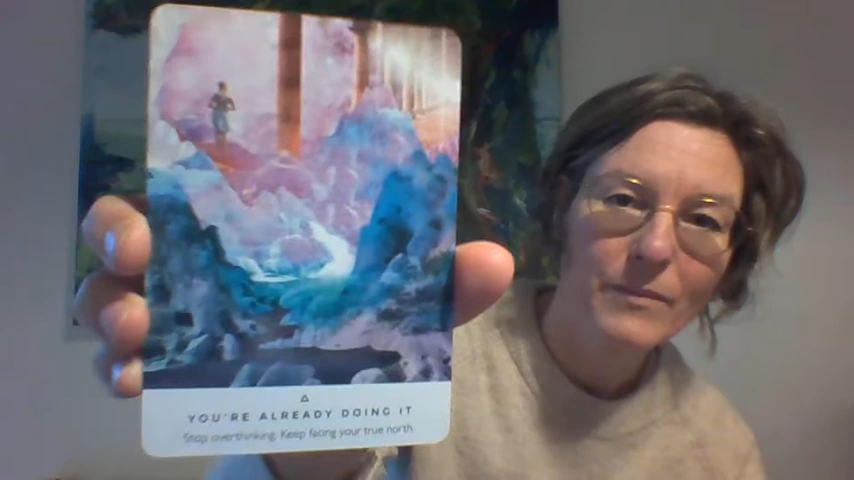 YOU'RE ALREADY DOING IT
Stop overthinking. Keep facing your true north.